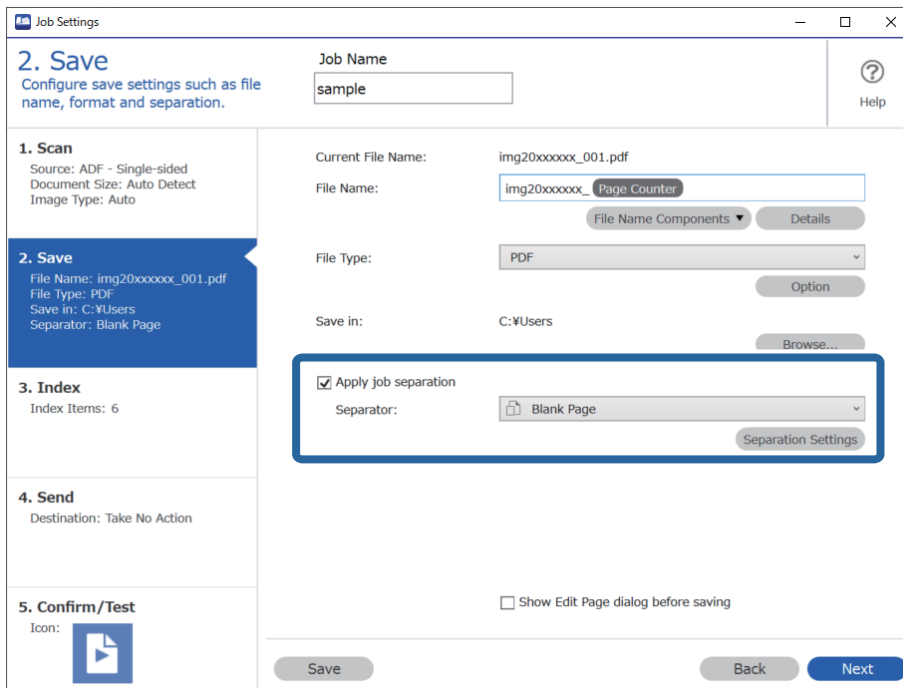 Job Settings
2. Save
Configure save settings such as file
name, format and separation.
Job Name
sample
Help
1. Scan
Source: ADF - Single-sided
Document Size: Auto Detect
Image Type: Auto
2. Save
File Name: img20xxxxxx_001.pdf
File Type: PDF
Save in: C:¥Users
Separator: Blank Page
3. Index
Index Items: 6
4. Send
Destination: Take No Action
5. Confirm/Test
Icon:
Current File Name: img20xxxxxx_001.pdf
File Name: img20xxxxxx_ Page Counter
File Name Components ▼ Details
File Type: PDF
Option
Save in: C:¥Users
Browse...
Apply job separation
Separator: Blank Page
Separation Settings
Show Edit Page dialog before saving
Save Back Next